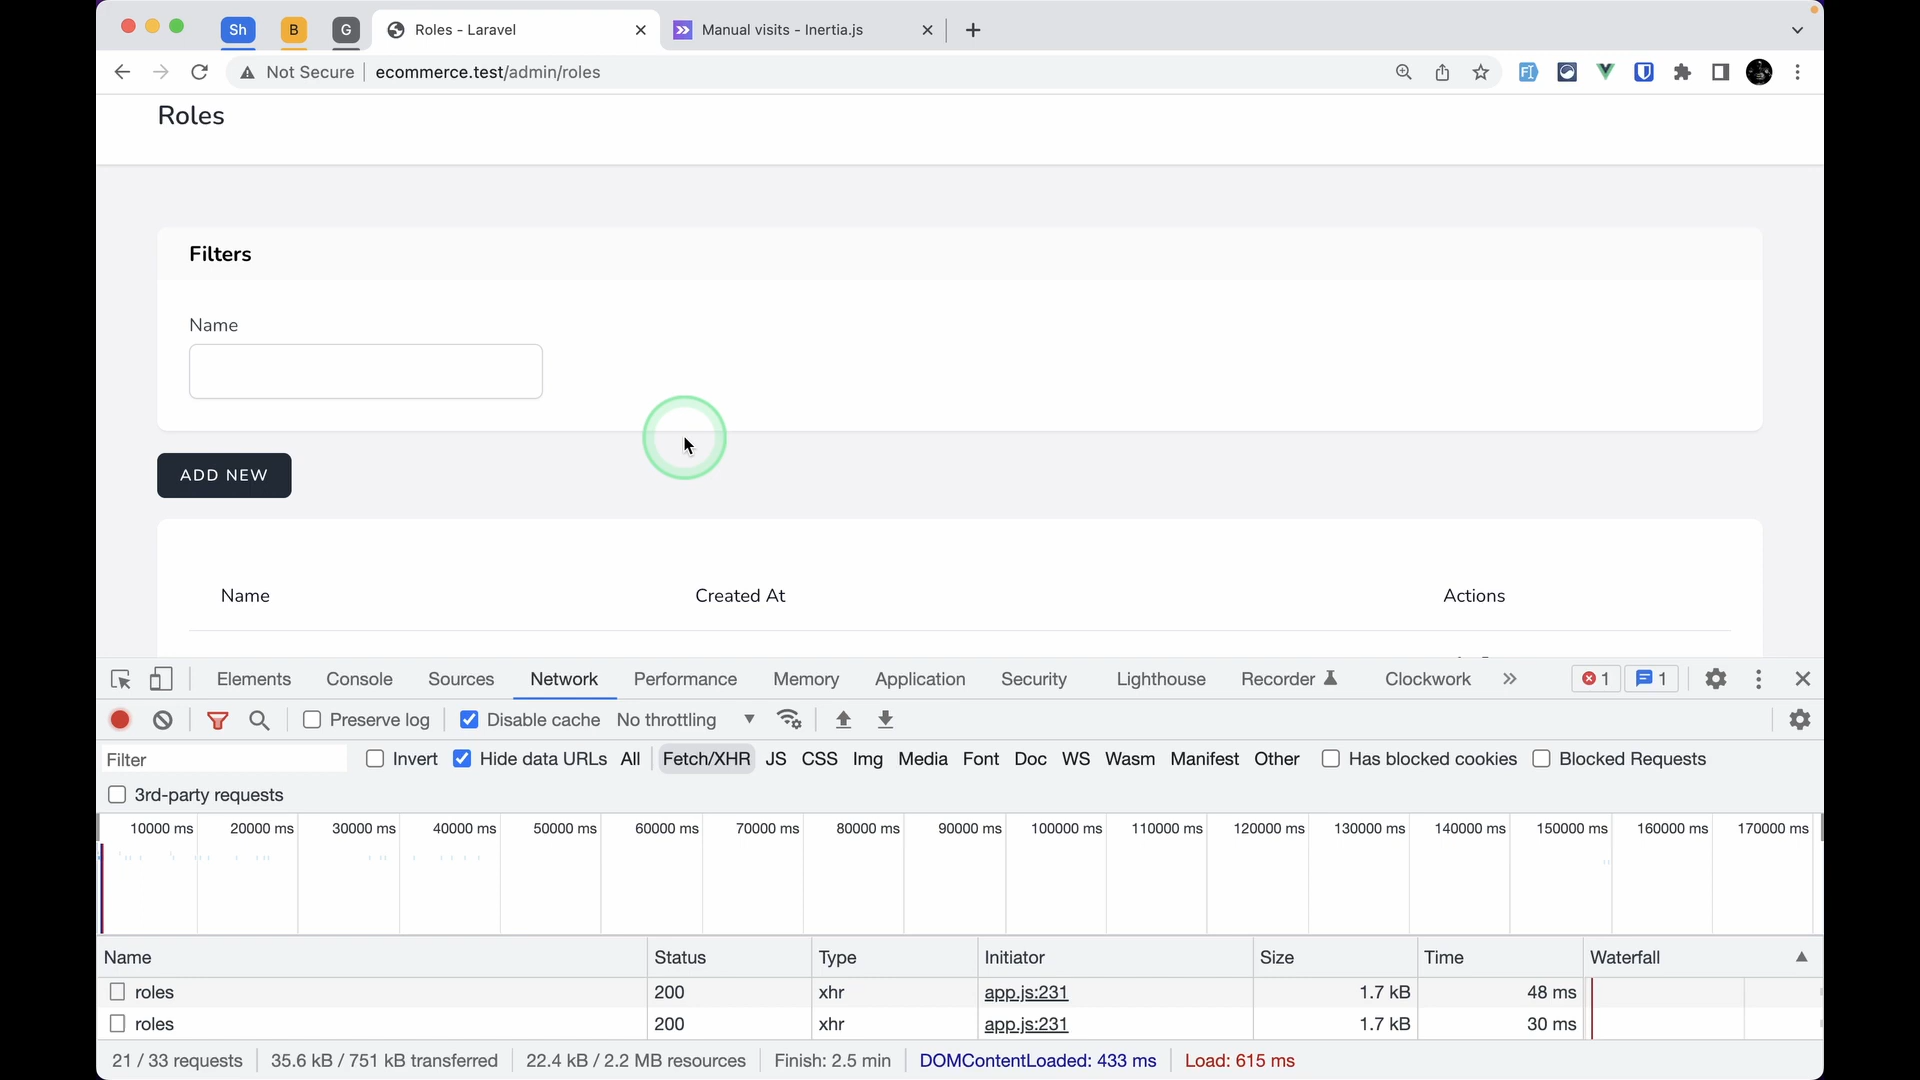 Sh B G Roles - Laravel Manual visits - Inertia.js
Not Secure ecommerce.test/admin/roles
Roles
Filters
Name
ADD NEW
Name Created At Actions
Elements Console Sources Network Performance Memory Application Security Lighthouse Recorder Clockwork 1 1
Preserve log Disable cache No throttling
Filter Invert Hide data URLs All Fetch/XHR JS CSS Img Media Font Doc WS Wasm Manifest Other Has blocked cookies Blocked Requests
3rd-party requests
10000 ms 20000 ms 30000 ms 40000 ms 50000 ms 60000 ms 70000 ms 80000 ms 90000 ms 100000 ms 110000 ms 120000 ms 130000 ms 140000 ms 150000 ms 160000 ms 170000 ms
Name Status Type Initiator Size Time Waterfall
roles 200 xhr app.js:231 1.7 kB 48 ms
roles 200 xhr app.js:231 1.7 kB 30 ms
21 / 33 requests 35.6 kB / 751 kB transferred 22.4 kB / 2.2 MB resources Finish: 2.5 min DOMContentLoaded: 433 ms Load: 615 ms